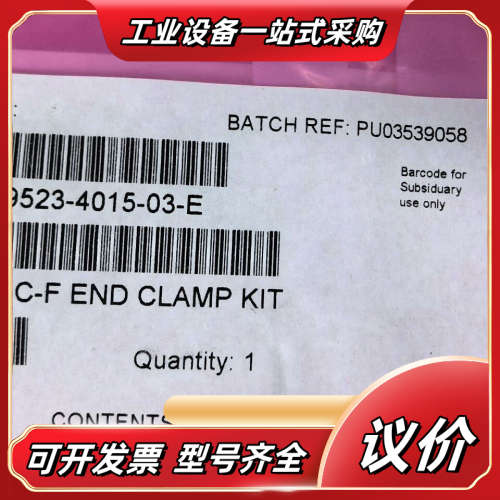 工业设备一站式采购
BATCH REF: PU03539058
Barcode for
Subsiduary
use only
9523-4015-03-E
C-F END CLAMP KIT
Quantity: 1
CONTENTS
可开发票 型号齐全
议价